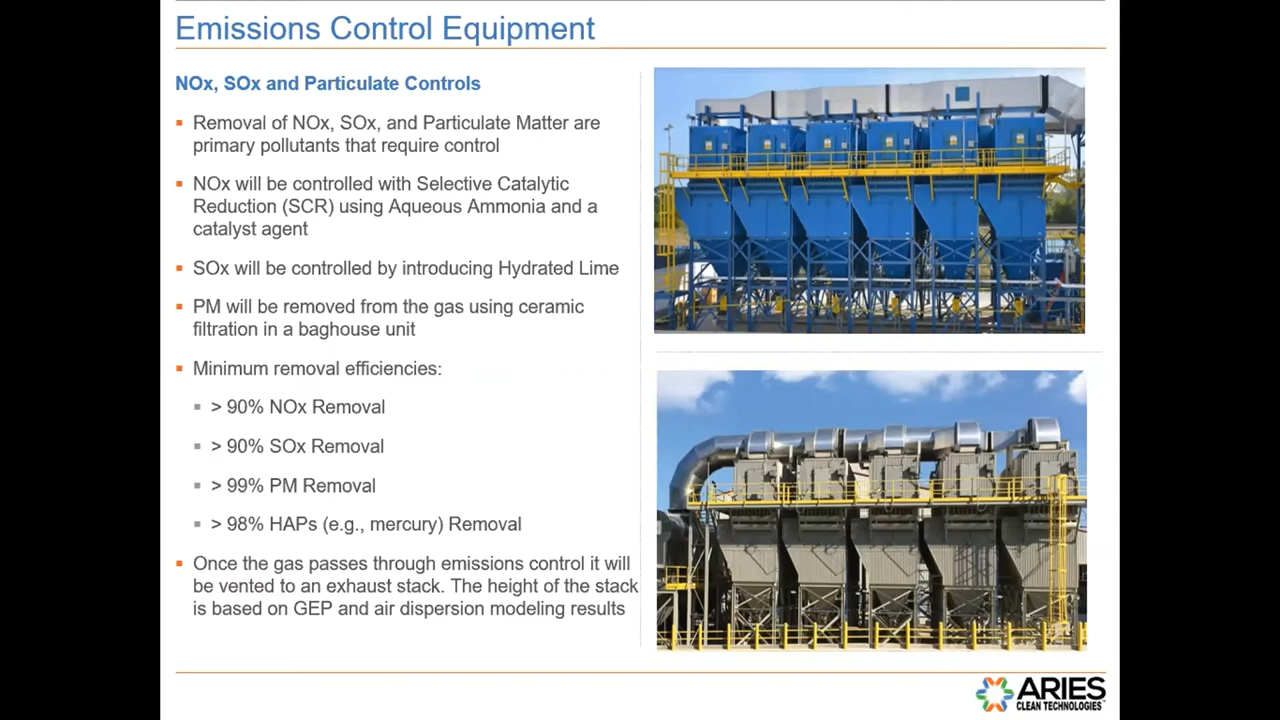 Emissions Control Equipment
NOx, SOx and Particulate Controls
Removal of NOx, SOx, and Particulate Matter are
primary pollutants that require control
NOx will be controlled with Selective Catalytic
Reduction (SCR) using Aqueous Ammonia and a
catalyst agent
SOx will be controlled by introducing Hydrated Lime
PM will be removed from the gas using ceramic
filtration in a baghouse unit
Minimum removal efficiencies:
> 90% NOx Removal
> 90% SOx Removal
> 99% PM Removal
> 98% HAPs (e.g., mercury) Removal
Once the gas passes through emissions control it will
be vented to an exhaust stack. The height of the stack
is based on GEP and air dispersion modeling results
ARIES
CLEAN TECHNOLOGIES